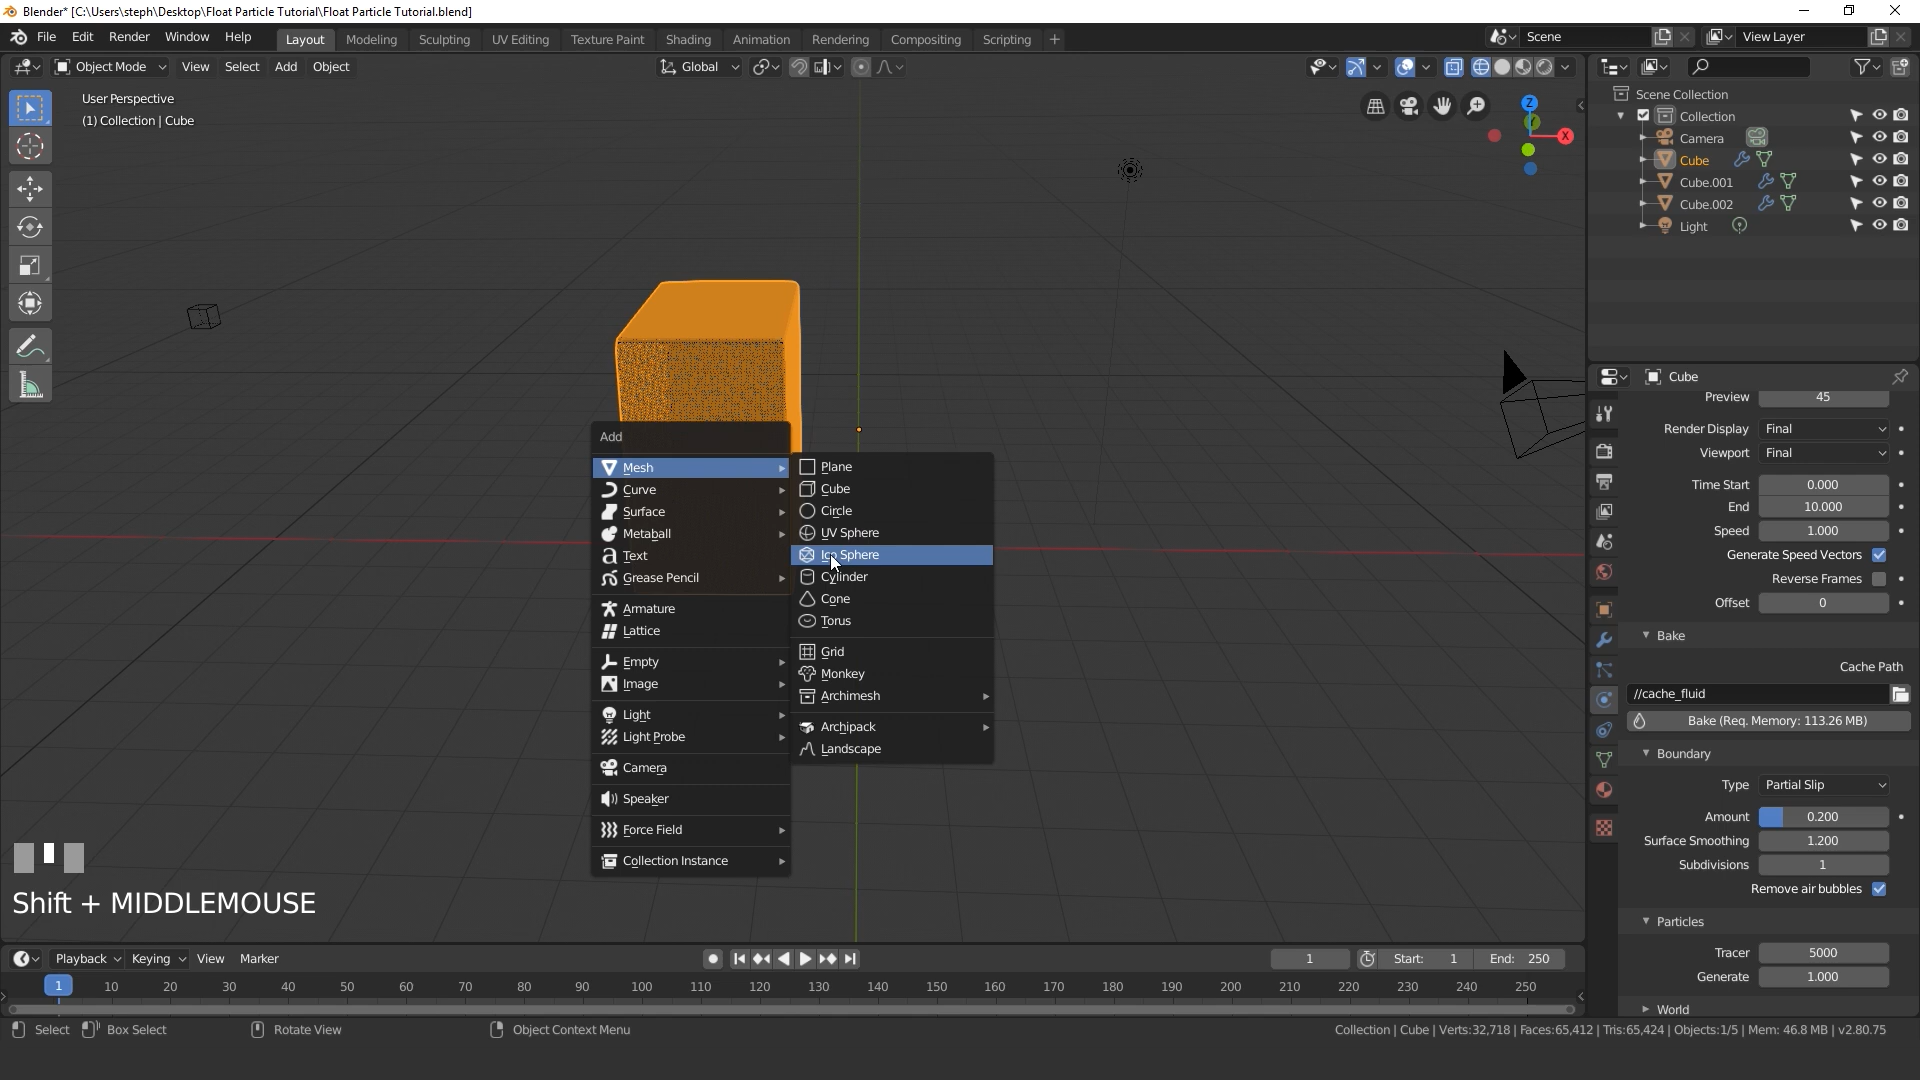 Blender* [C:\Users\steph\Desktop\Float Particle Tutorial\Float Particle Tutorial.blend]
File Edit Render Window Help Layout Modeling Sculpting UV Editing Texture Paint Shading Animation Rendering Compositing Scripting + Scene View Layer
Object Mode View Select Add Object Global
User Perspective
(1) Collection | Cube
Z
Y
X
Scene Collection
Collection
Camera
Cube
Cube.001
Cube.002
Light
Add
Mesh
Curve
Surface
Metaball
Text
Grease Pencil
Armature
Lattice
Empty
Image
Light
Light Probe
Camera
Speaker
Force Field
Collection Instance
Plane
Cube
Circle
UV Sphere
Ico Sphere
Cylinder
Cone
Torus
Grid
Monkey
Archimesh
Archipack
Landscape
Cube
Preview 45
Render Display Final
Viewport Final
Time Start 0.000
End 10.000
Speed 1.000
Generate Speed Vectors
Reverse Frames
Offset 0
Bake
Cache Path
//cache_fluid
Bake (Req. Memory: 113.26 MB)
Boundary
Type Partial Slip
Amount 0.200
Surface Smoothing 1.200
Subdivisions 1
Remove air bubbles
Particles
Tracer 5000
Generate 1.000
World
Shift + MIDDLEMOUSE
Playback Keying View Marker 1 Start: 1 End: 250
1 10 20 30 40 50 60 70 80 90 100 110 120 130 140 150 160 170 180 190 200 210 220 230 240 250
Select Box Select Rotate View Object Context Menu Collection | Cube | Verts:32,718 | Faces:65,412 | Tris:65,424 | Objects:1/5 | Mem: 46.8 MB | v2.80.75